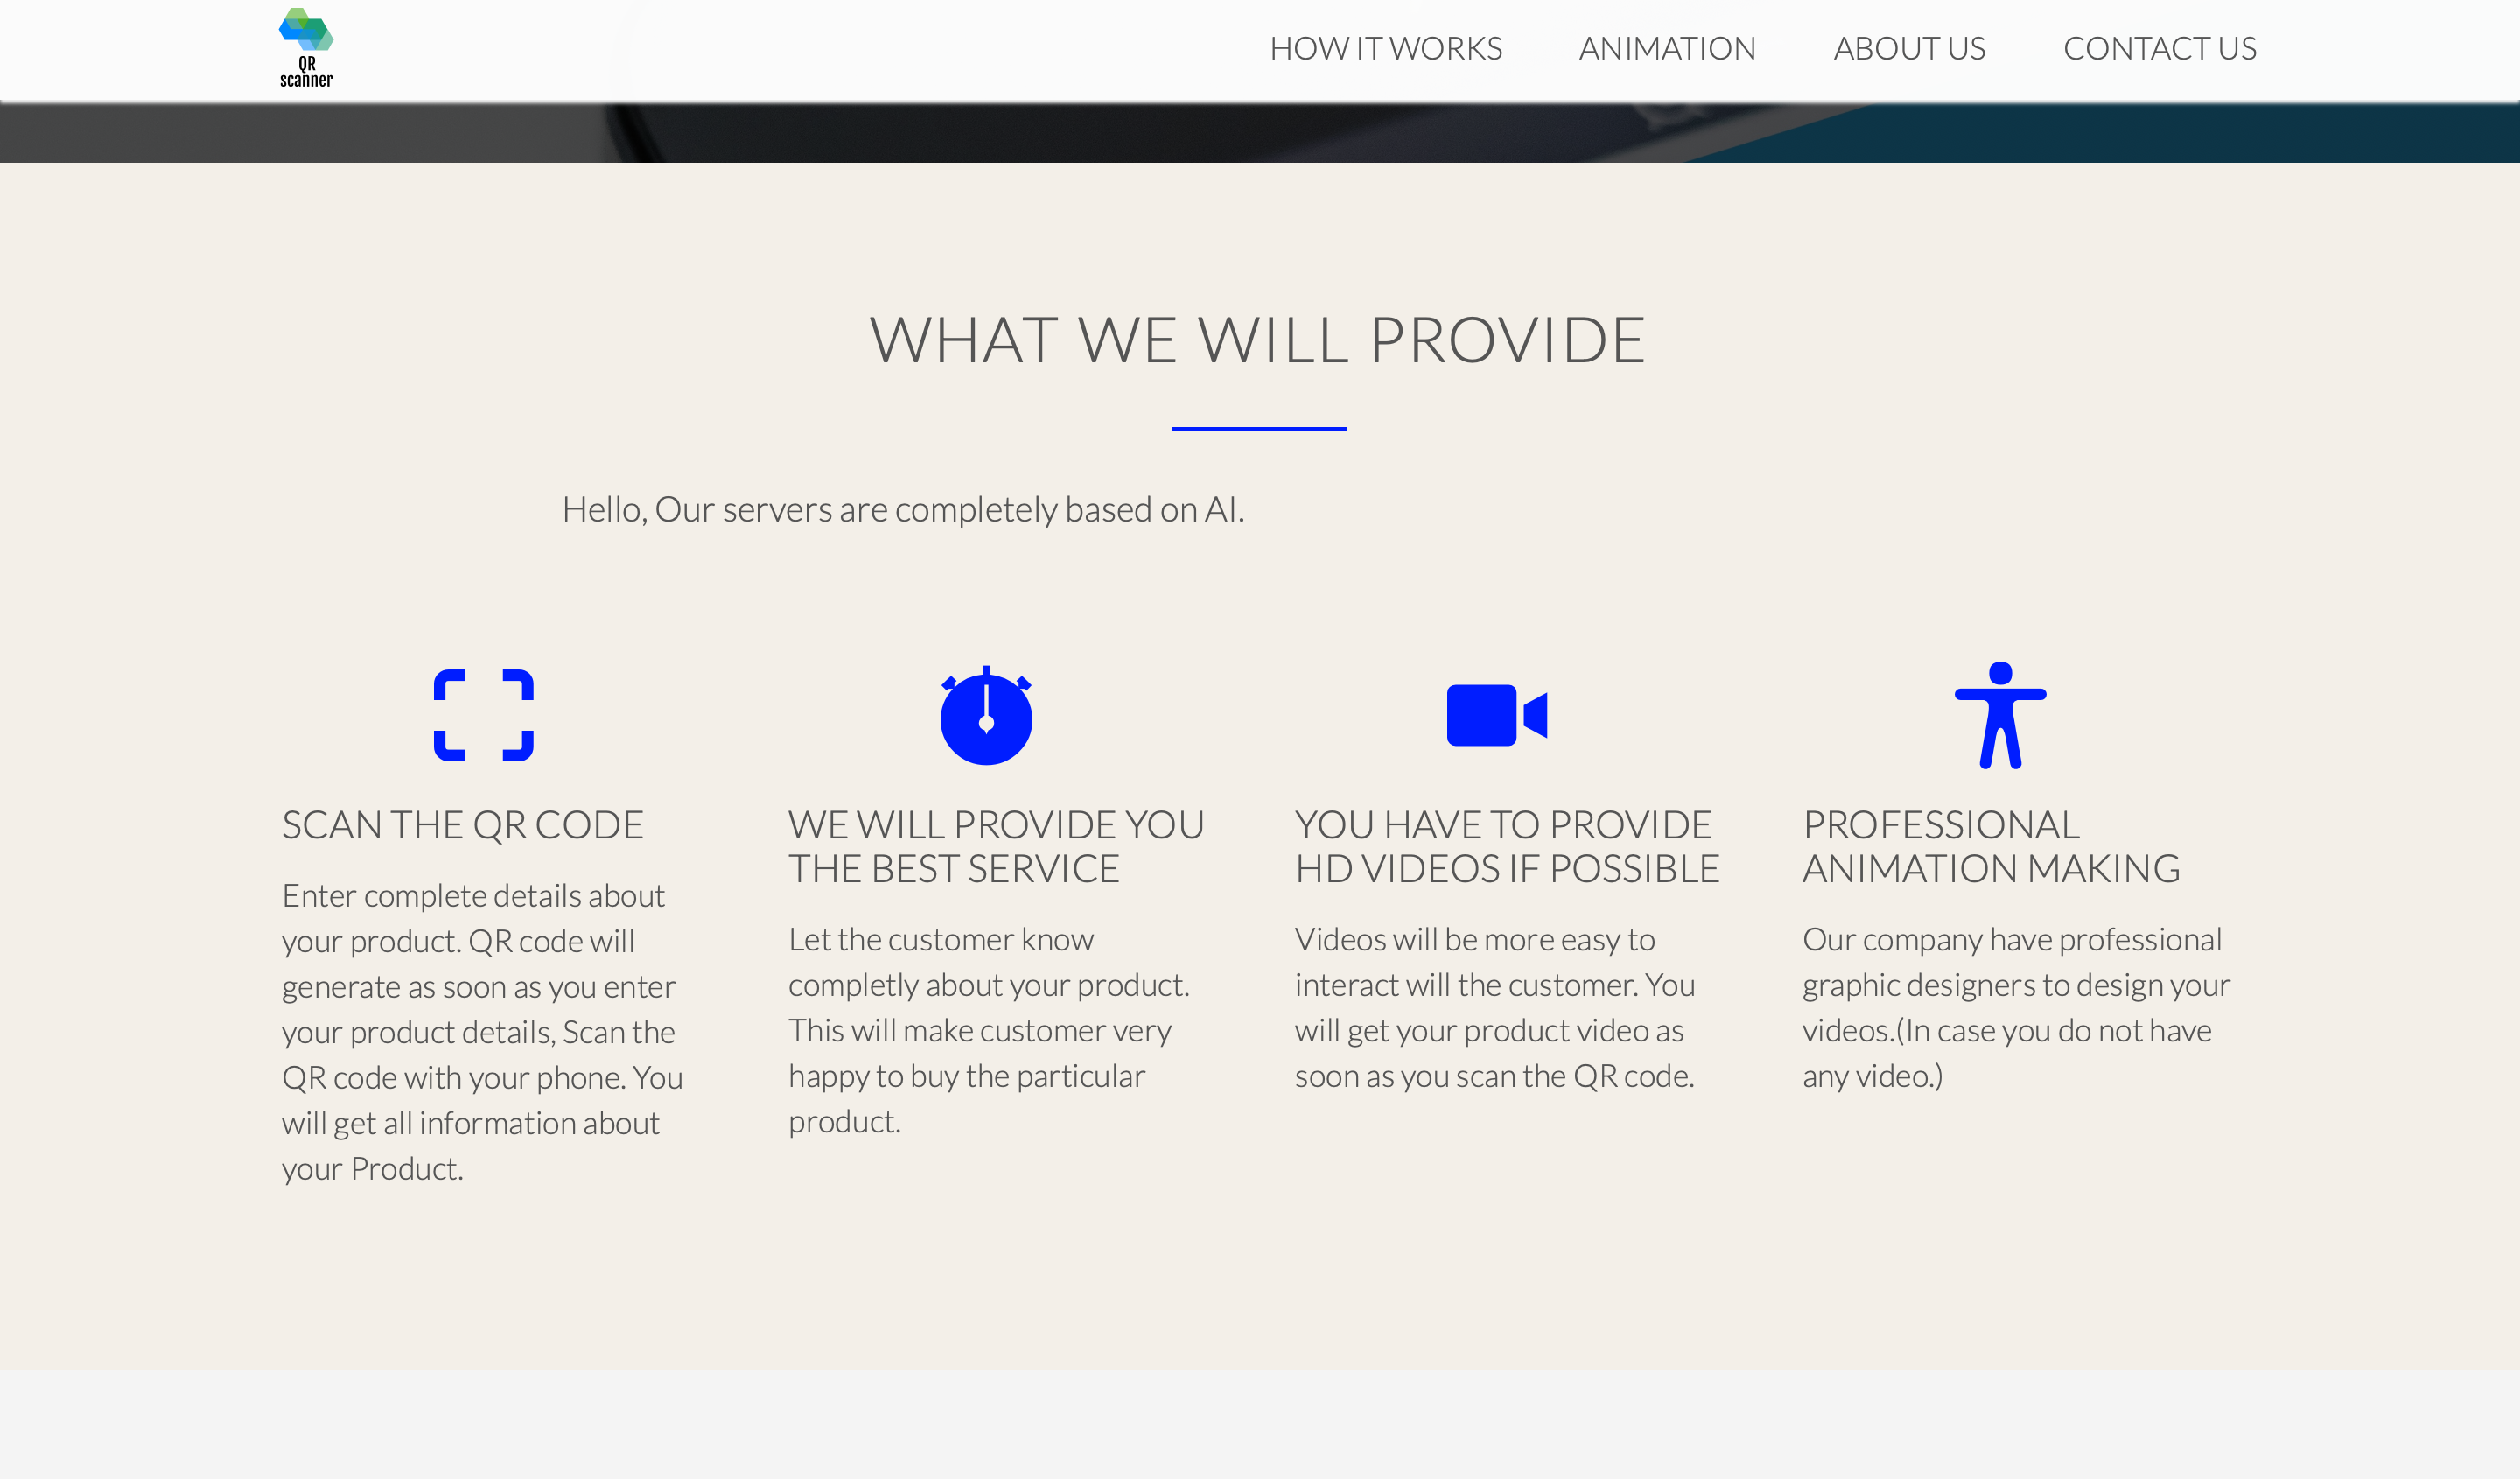 QR
scanner
HOW IT WORKS
ANIMATION
ABOUT US
CONTACT US
WHAT WE WILL PROVIDE
Hello, Our servers are completely based on AI.
SCAN THE QR CODE
Enter complete details about
your product. QR code will
generate as soon as you enter
your product details, Scan the
QR code with your phone. You
will get all information about
your Product.
WE WILL PROVIDE YOU
THE BEST SERVICE
Let the customer know
completly about your product.
This will make customer very
happy to buy the particular
product.
YOU HAVE TO PROVIDE
HD VIDEOS IF POSSIBLE
Videos will be more easy to
interact will the customer. You
will get your product video as
soon as you scan the QR code.
PROFESSIONAL
ANIMATION MAKING
Our company have professional
graphic designers to design your
videos.(In case you do not have
any video.)